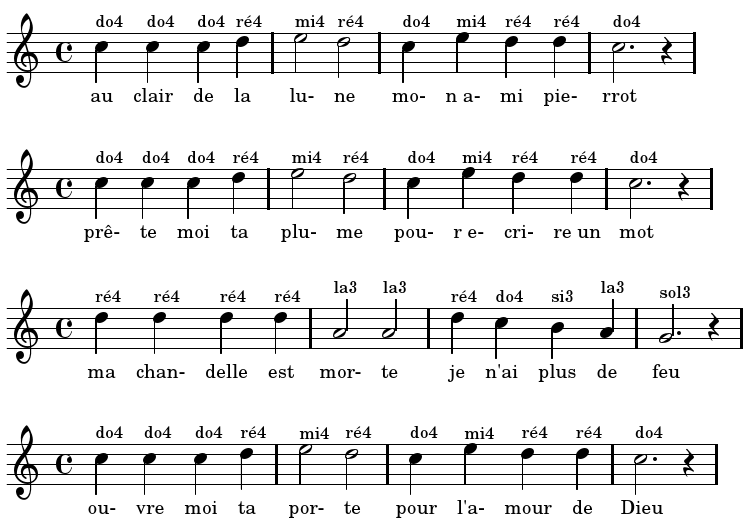 do4 do4 do4 ré4 mi4 ré4 do4 mi4 ré4 ré4 do4
au clair de la lu- ne mo- n a- mi pie- rrot
do4 do4 do4 ré4 mi4 ré4 do4 mi4 ré4 ré4 do4
prê- te moi ta plu- me pou- r e- cri- re un mot
ré4 ré4 ré4 ré4 la3 la3 ré4 do4 si3 la3 sol3
ma chan- delle est mor- te je n'ai plus de feu
do4 do4 do4 ré4 mi4 ré4 do4 mi4 ré4 ré4 do4
ou- vre moi ta por- te pour l'a- mour de Dieu